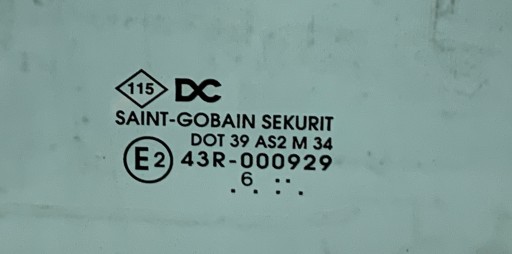 115 DC
SAINT-GOBAIN SEKURIT
DOT 39 AS2 M 34
E2 43R-000929
6